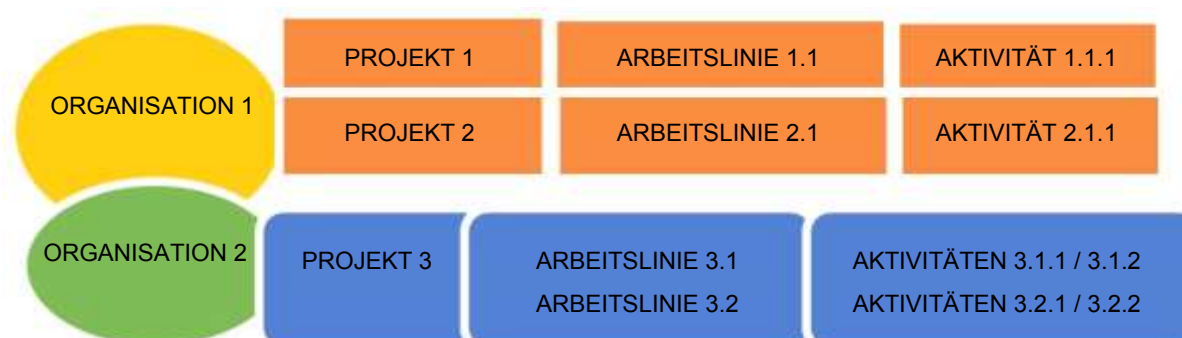 PROJEKT 1 ARBEITSLINIE 1.1 AKTIVITÄT 1.1.1
ORGANISATION 1
PROJEKT 2 ARBEITSLINIE 2.1 AKTIVITÄT 2.1.1
ORGANISATION 2 PROJEKT 3 ARBEITSLINIE 3.1 AKTIVITÄTEN 3.1.1 / 3.1.2
ARBEITSLINIE 3.2 AKTIVITÄTEN 3.2.1 / 3.2.2